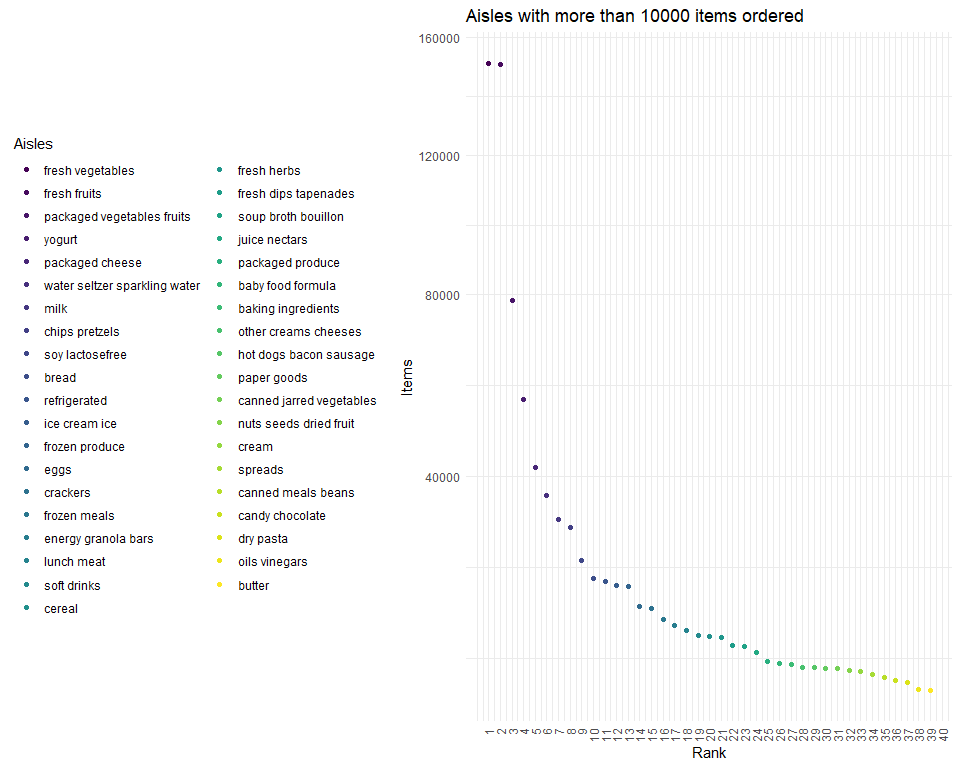 Aisles with more than 10000 items ordered
Aisles
fresh vegetables
fresh fruits
packaged vegetables fruits
yogurt
packaged cheese
water seltzer sparkling water
milk
chips pretzels
soy lactosefree
bread
refrigerated
ice cream ice
frozen produce
eggs
crackers
frozen meals
energy granola bars
lunch meat
soft drinks
cereal
fresh herbs
fresh dips tapenades
soup broth bouillon
juice nectars
packaged produce
baby food formula
baking ingredients
other creams cheeses
hot dogs bacon sausage
paper goods
canned jarred vegetables
nuts seeds dried fruit
cream
spreads
canned meals beans
candy chocolate
dry pasta
oils vinegars
butter
Items
160000
120000
80000
40000
1 2 3 4 5 6 7 8 9 10 11 12 13 14 15 16 17 18 19 20 21 22 23 24 25 26 27 28 29 30 31 32 33 34 35 36 37 38 39 40
Rank